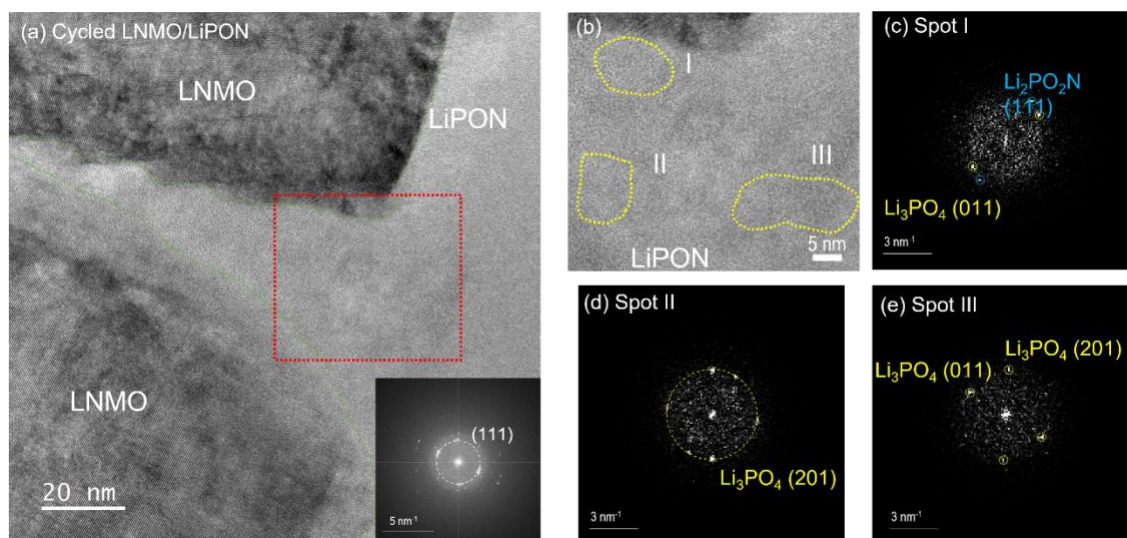 (a) Cycled LNMO/LiPON
LNMO
LiPON
LNMO
20 nm
(111)
5 nm⁻¹
(b)
I
II
III
LiPON
5 nm
(c) Spot I
Li₂PO₂N
(111)
Li₃PO₄ (011)
3 nm⁻¹
(d) Spot II
Li₃PO₄ (201)
3 nm⁻¹
(e) Spot III
Li₃PO₄ (201)
Li₃PO₄ (011)
3 nm⁻¹